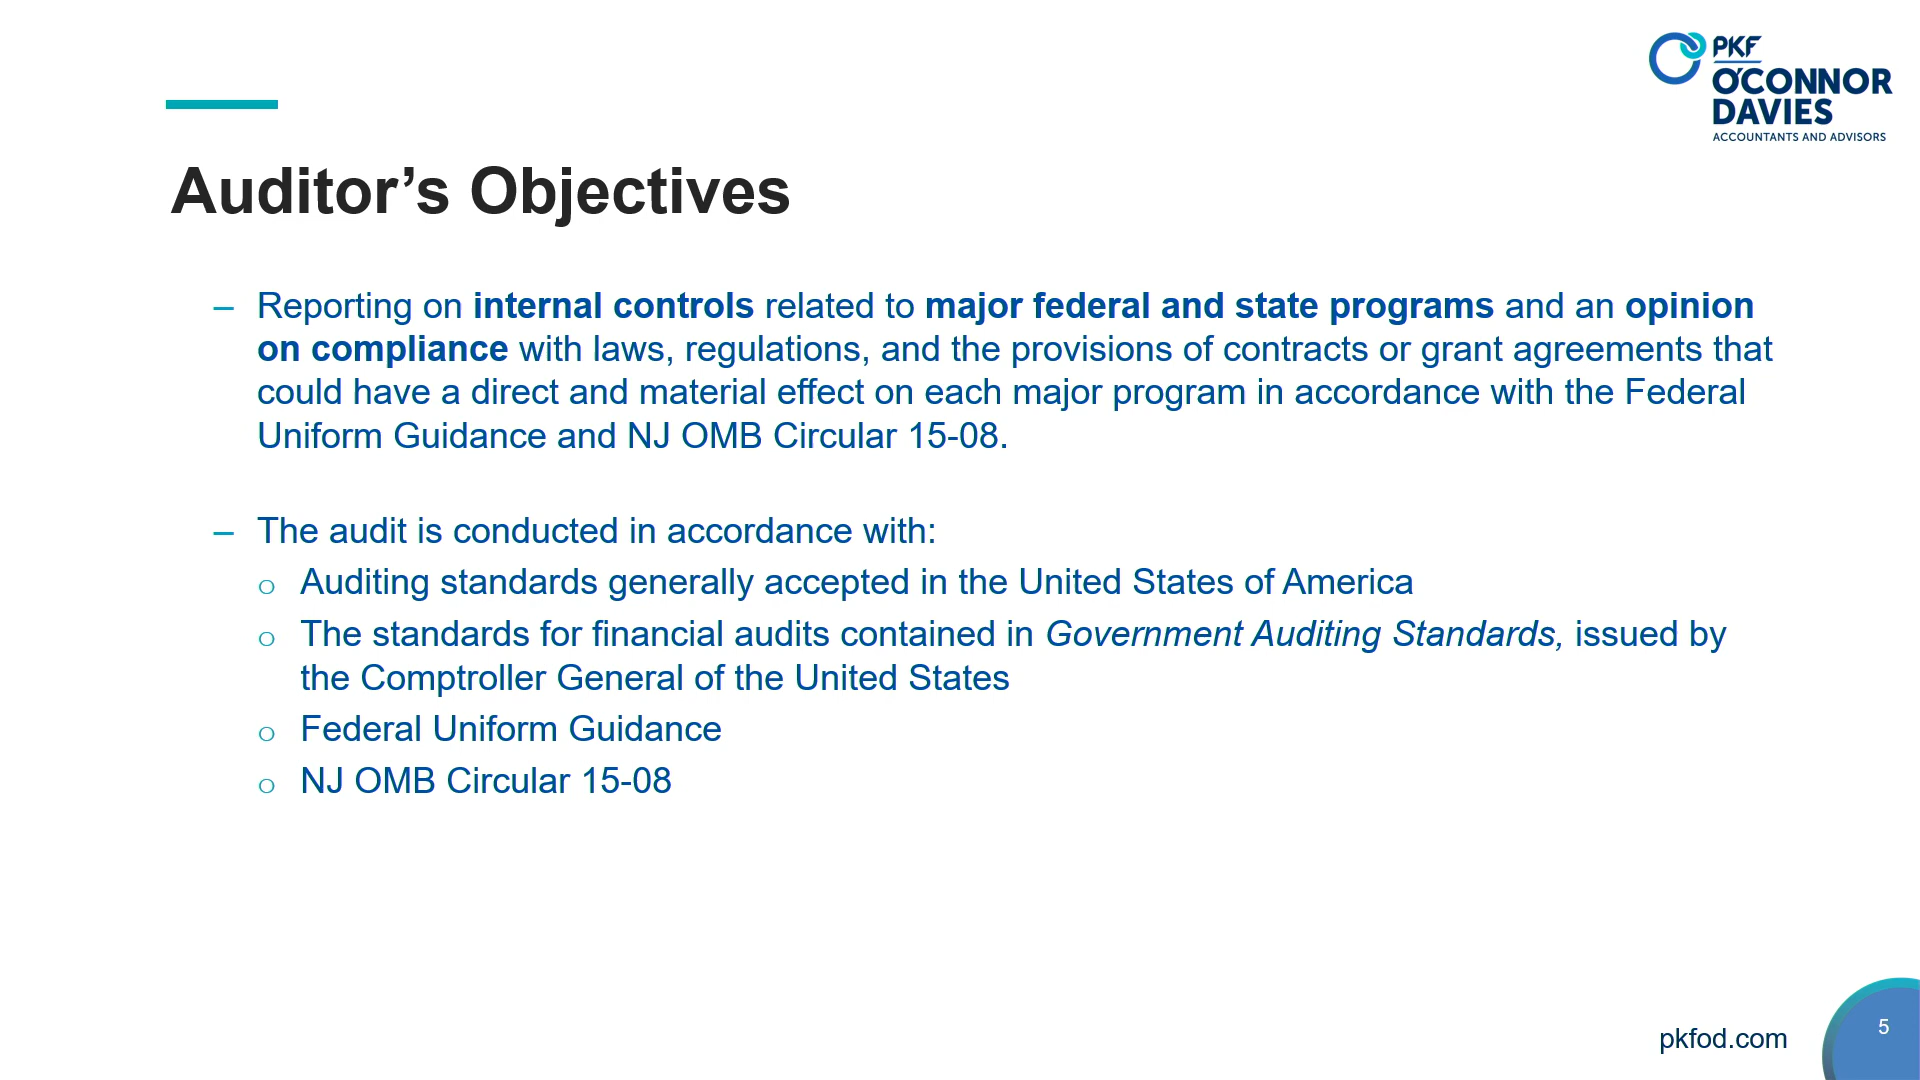 PKF
O'CONNOR
DAVIES
ACCOUNTANTS AND ADVISORS
Auditor’s Objectives
– Reporting on internal controls related to major federal and state programs and an opinion
on compliance with laws, regulations, and the provisions of contracts or grant agreements that
could have a direct and material effect on each major program in accordance with the Federal
Uniform Guidance and NJ OMB Circular 15-08.
– The audit is conducted in accordance with:
o Auditing standards generally accepted in the United States of America
o The standards for financial audits contained in Government Auditing Standards, issued by
the Comptroller General of the United States
o Federal Uniform Guidance
o NJ OMB Circular 15-08
pkfod.com
5